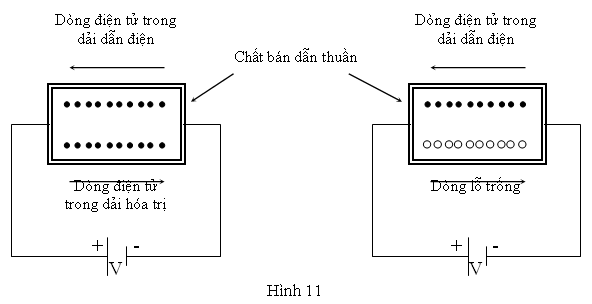 Dòng điện tử trong
dải dẫn điện
Chất bán dẫn thuần
Dòng điện tử trong
dải dẫn điện
Dòng điện tử
trong dải hóa trị
Dòng lỗ trống
+ -
V
+ -
V
Hình 11